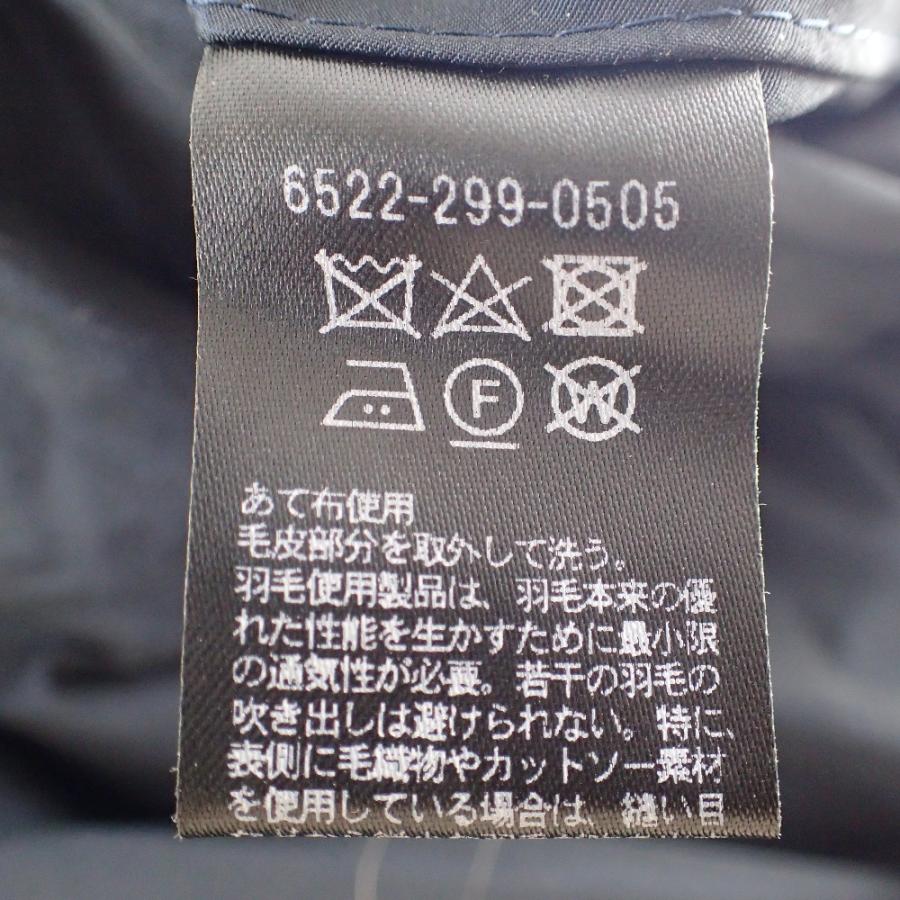 6522-299-0505
F
W
あて布使用
毛皮部分を取外して洗う。
羽毛使用製品は、羽毛本来の優
れた性能を生かすために最小限
の通気性が必要。若干の羽毛の
吹き出しは避けられない。特に、
表側に毛織物やカットソー素材
を使用している場合は、縫い目